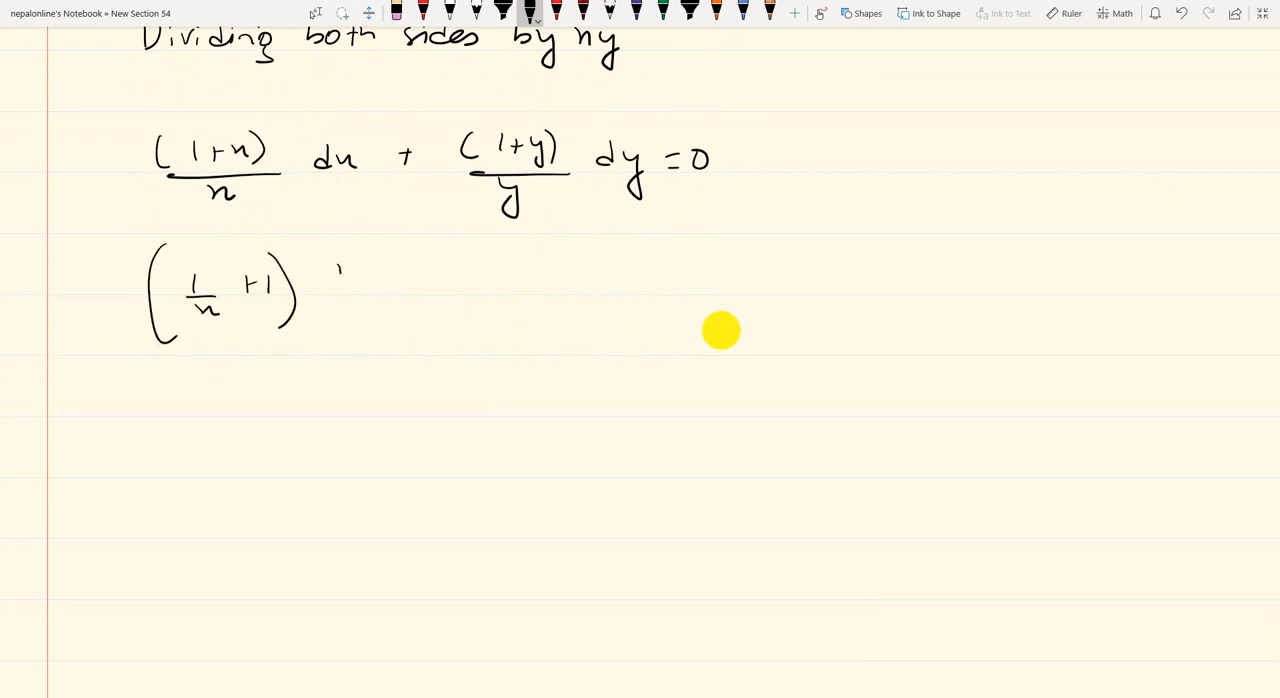 nepalonline's Notebook » New Section 54
Shapes Ink to Shape Ink to Text Ruler Math
Dividing both sides by xy
(1+x)/x dx + (1+y)/y dy = 0
(1/x +1)